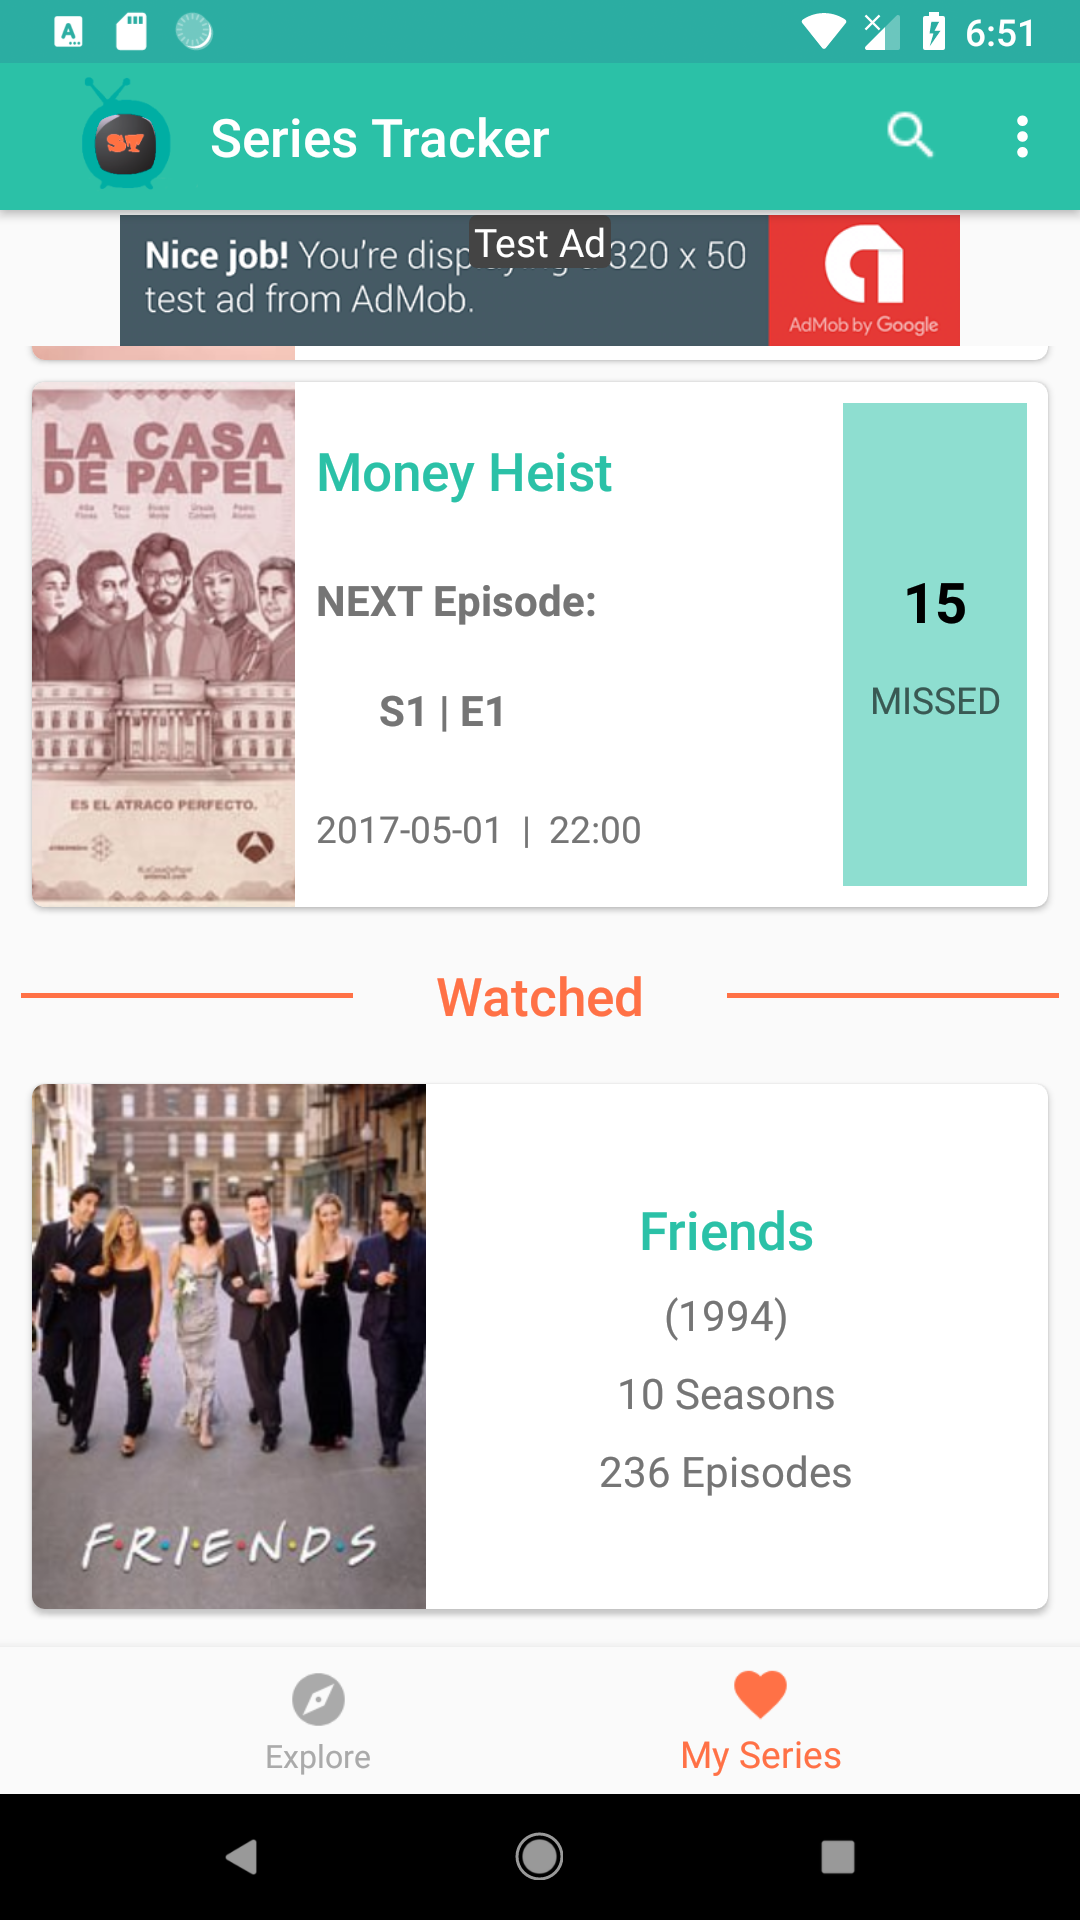 6:51
ST
Series Tracker
Test Ad
Nice job! You're displaying a 320 x 50
test ad from AdMob.
AdMob by Google
LA CASA
DE PAPEL
ES EL ATRACO PERFECTO.
Money Heist
NEXT Episode:
S1 | E1
2017-05-01 | 22:00
15
MISSED
Watched
F·R·I·E·N·D·S
Friends
(1994)
10 Seasons
236 Episodes
Explore
My Series